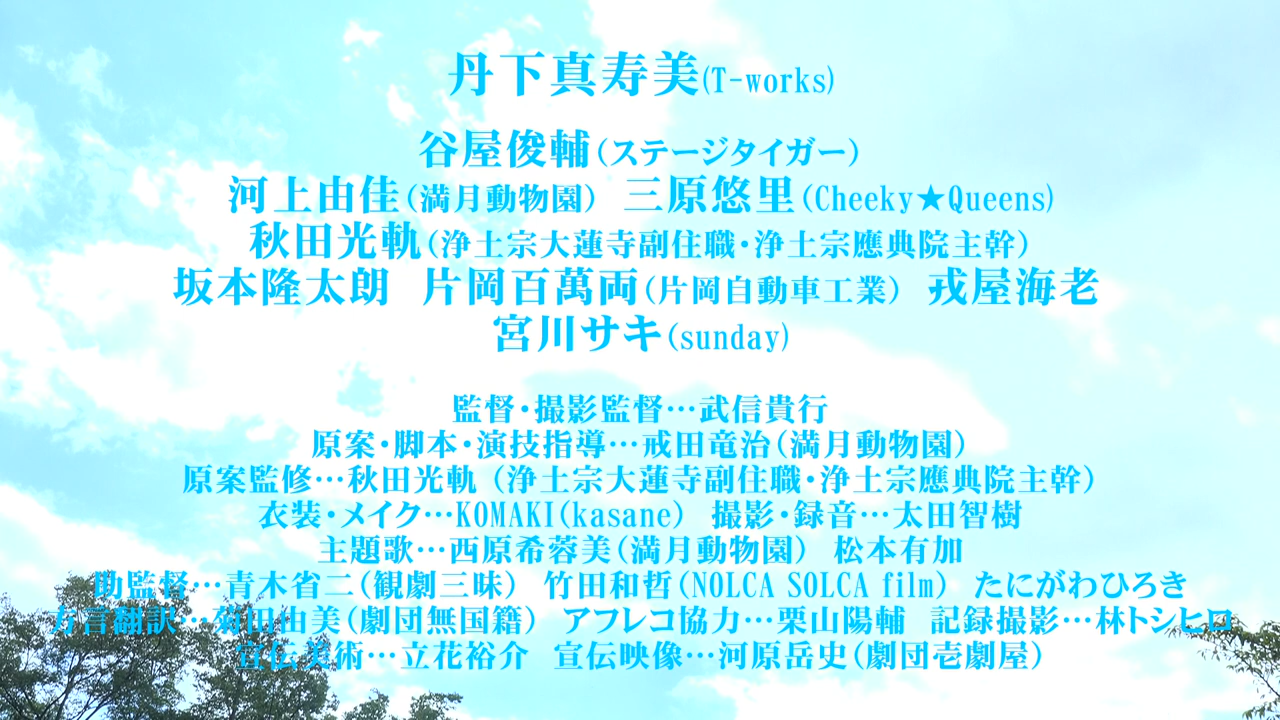 丹下真寿美(T-works)
谷屋俊輔(ステージタイガー)
河上由佳(満月動物園) 三原悠里(Cheeky★Queens)
秋田光軌(浄土宗大蓮寺副住職・浄土宗應典院主幹)
坂本隆太朗 片岡百萬両(片岡自動車工業) 戎屋海老
宮川サキ(sunday)
監督・撮影監督…武信貴行
原案・脚本・演技指導…戒田竜治(満月動物園)
原案監修…秋田光軌 (浄土宗大蓮寺副住職・浄土宗應典院主幹)
衣装・メイク…KOMAKI(kasane) 撮影・録音…太田智樹
主題歌…西原希蓉美(満月動物園) 松本有加
助監督…青木省二(観劇三昧) 竹田和哲(NOLCA SOLCA film) たにがわひろき
方言翻訳…菊田由美(劇団無国籍) アフレコ協力…栗山陽輔 記録撮影…林トシヒロ
宣伝美術…立花裕介 宣伝映像…河原岳史(劇団壱劇屋)